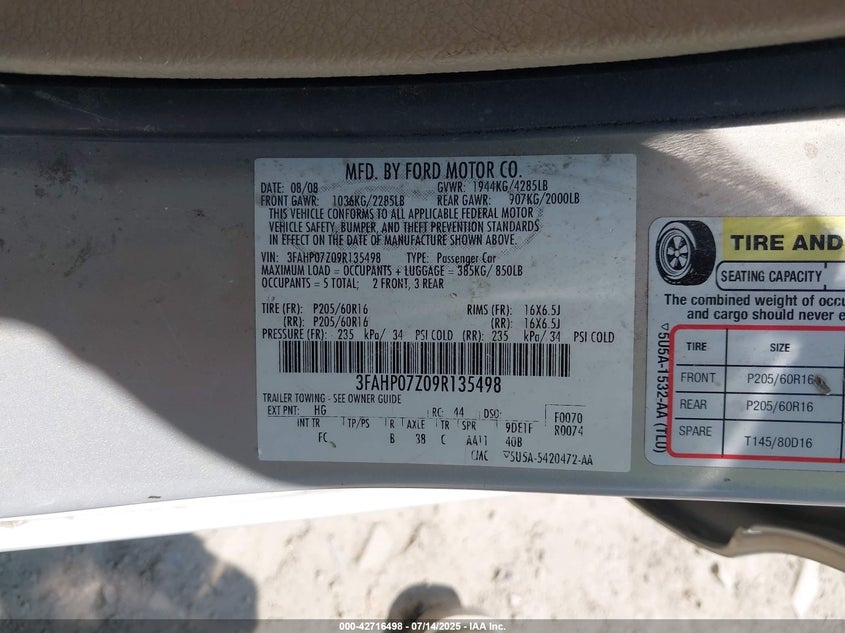 MFD. BY FORD MOTOR CO.
DATE: 08/08 GVWR: 1944KG/4285LB
FRONT GAWR: 1036KG/2285LB REAR GAWR: 907KG/2000LB
THIS VEHICLE CONFORMS TO ALL APPLICABLE FEDERAL MOTOR
VEHICLE SAFETY, BUMPER, AND THEFT PREVENTION STANDARDS
IN EFFECT ON THE DATE OF MANUFACTURE SHOWN ABOVE.
VIN: 3FAHP07Z09R135498 TYPE: Passenger Car
MAXIMUM LOAD = OCCUPANTS + LUGGAGE = 385KG/ 850LB
OCCUPANTS = 5 TOTAL; 2 FRONT, 3 REAR
TIRE (FR): P205/60R16 RIMS (FR): 16X6.5J
(RR): P205/60R16 (RR): 16X6.5J
PRESSURE (FR): 235 kPa/ 34 PSI COLD (RR): 235 kPa/ 34 PSI COLD
3FAHP07Z09R135498
TRAILER TOWING - SEE OWNER GUIDE
EXT PNT: HG RC: 44 DSO: F0070
INT TR TP/PS R AXLE TR SPR 9DE1F R0074
FC B 38 C AA11 40B
5U5A-5420472-AA
TIRE AND
SEATING CAPACITY
The combined weight of occu
and cargo should never e
5U5A-1532-AA (TL0)
TIRE SIZE
FRONT P205/60R16
REAR P205/60R16
SPARE T145/80D16
000-42716498 - 07/14/2025 - IAA Inc.